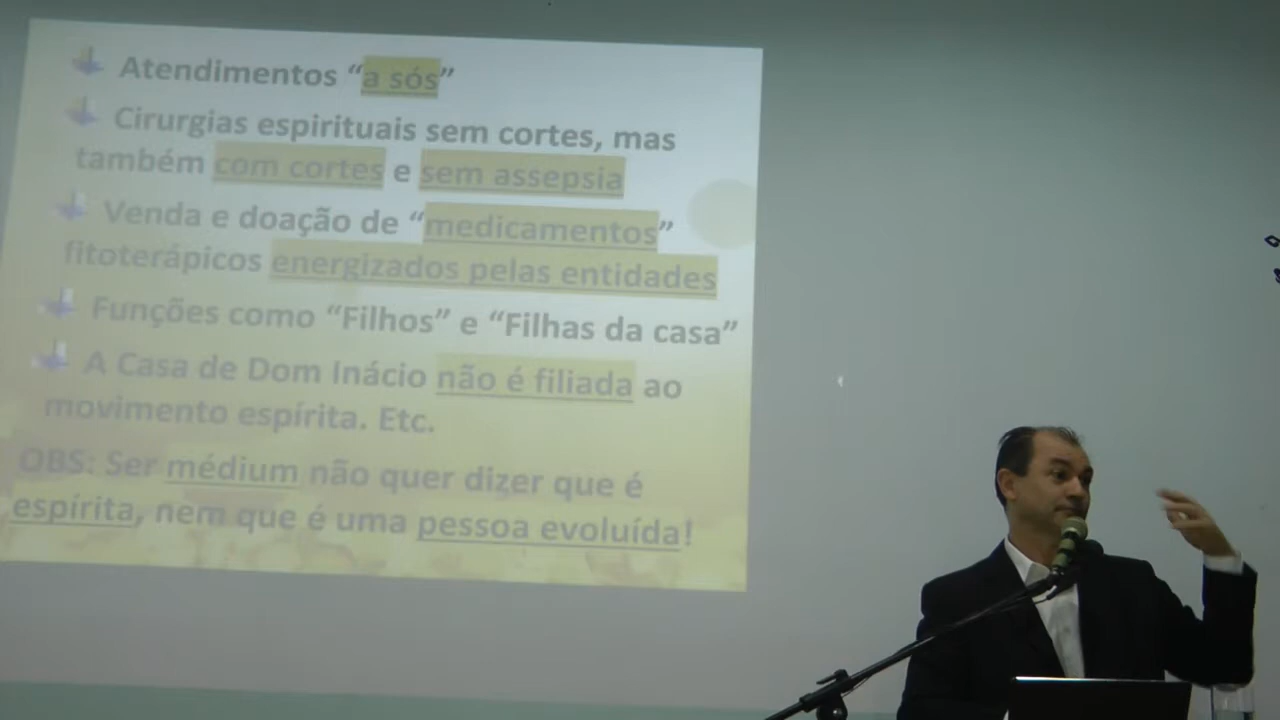 Atendimentos “a sós”
Cirurgias espirituais sem cortes, mas
também com cortes e sem assepsia
Venda e doação de “medicamentos”
fitoterápicos energizados pelas entidades
Funções como “Filhos” e “Filhas da casa”
A Casa de Dom Inácio não é filiada ao
movimento espírita. Etc.
OBS: Ser médium não quer dizer que é
espírita, nem que é uma pessoa evoluída!